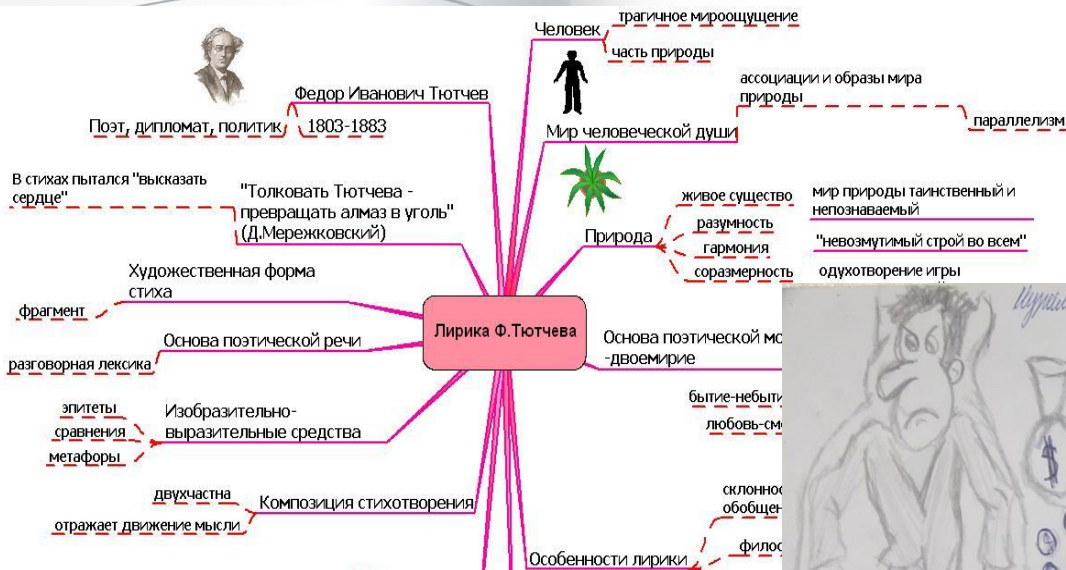 Человек
трагичное мироощущение
часть природы
Федор Иванович Тютчев
Поэт, дипломат, политик
1803-1883
Мир человеческой души
ассоциации и образы мира
природы
параллелизм
В стихах пытался "высказать
сердце"
"Толковать Тютчева -
превращать алмаз в уголь"
(Д.Мережковский)
Природа
живое существо
разумность
гармония
соразмерность
мир природы таинственный и
непознаваемый
"невозмутимый строй во всем"
одухотворение игры
Художественная форма
стиха
фрагмент
Лирика Ф.Тютчева
Основа поэтической речи
разговорная лексика
Основа поэтической
-двоемирие
Изобразительно-
выразительные средства
эпитеты
сравнения
метафоры
Композиция стихотворения
двухчастна
отражает движение мысли
Особенности лирики
$